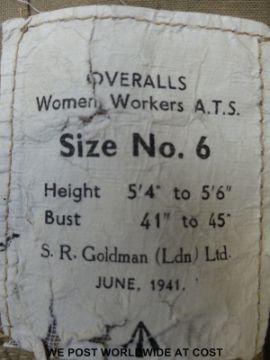 OVERALLS
Women Workers A.T.S.
Size No. 6
Height 5'4" to 5'6"
Bust 41" to 45"
S. R. Goldman (Ldn) Ltd.
JUNE, 1941.
WE POST WORLDWIDE AT COST